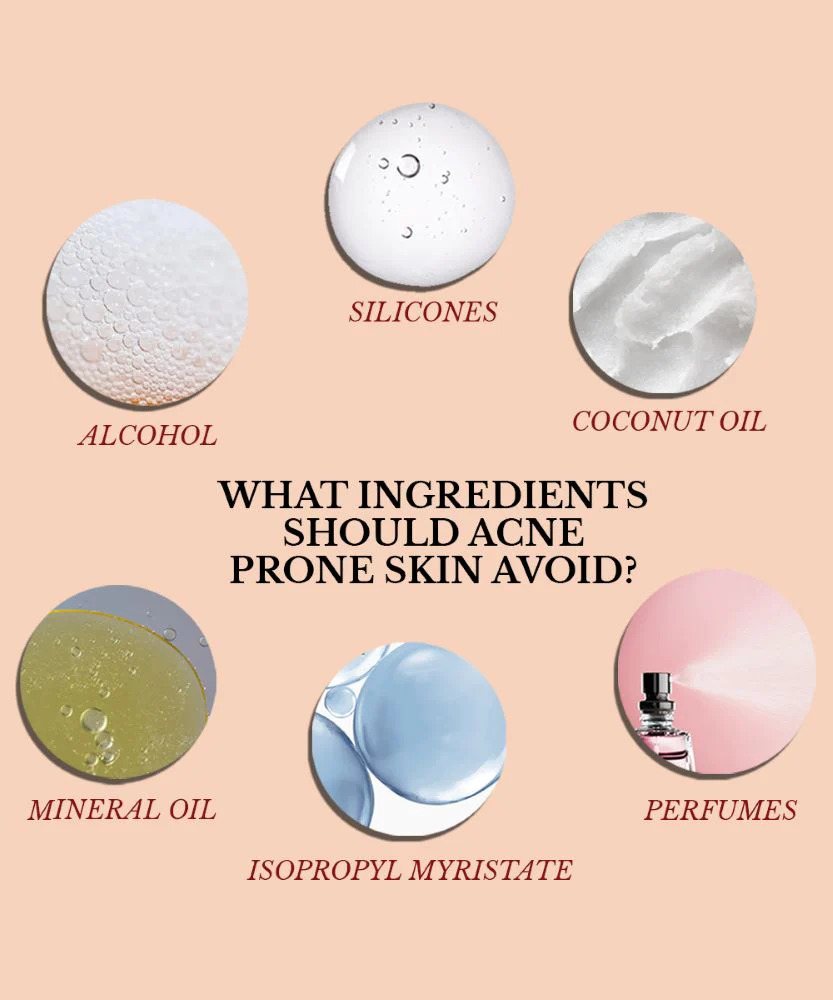 SILICONES
ALCOHOL
COCONUT OIL
WHAT INGREDIENTS
SHOULD ACNE
PRONE SKIN AVOID?
MINERAL OIL
ISOPROPYL MYRISTATE
PERFUMES